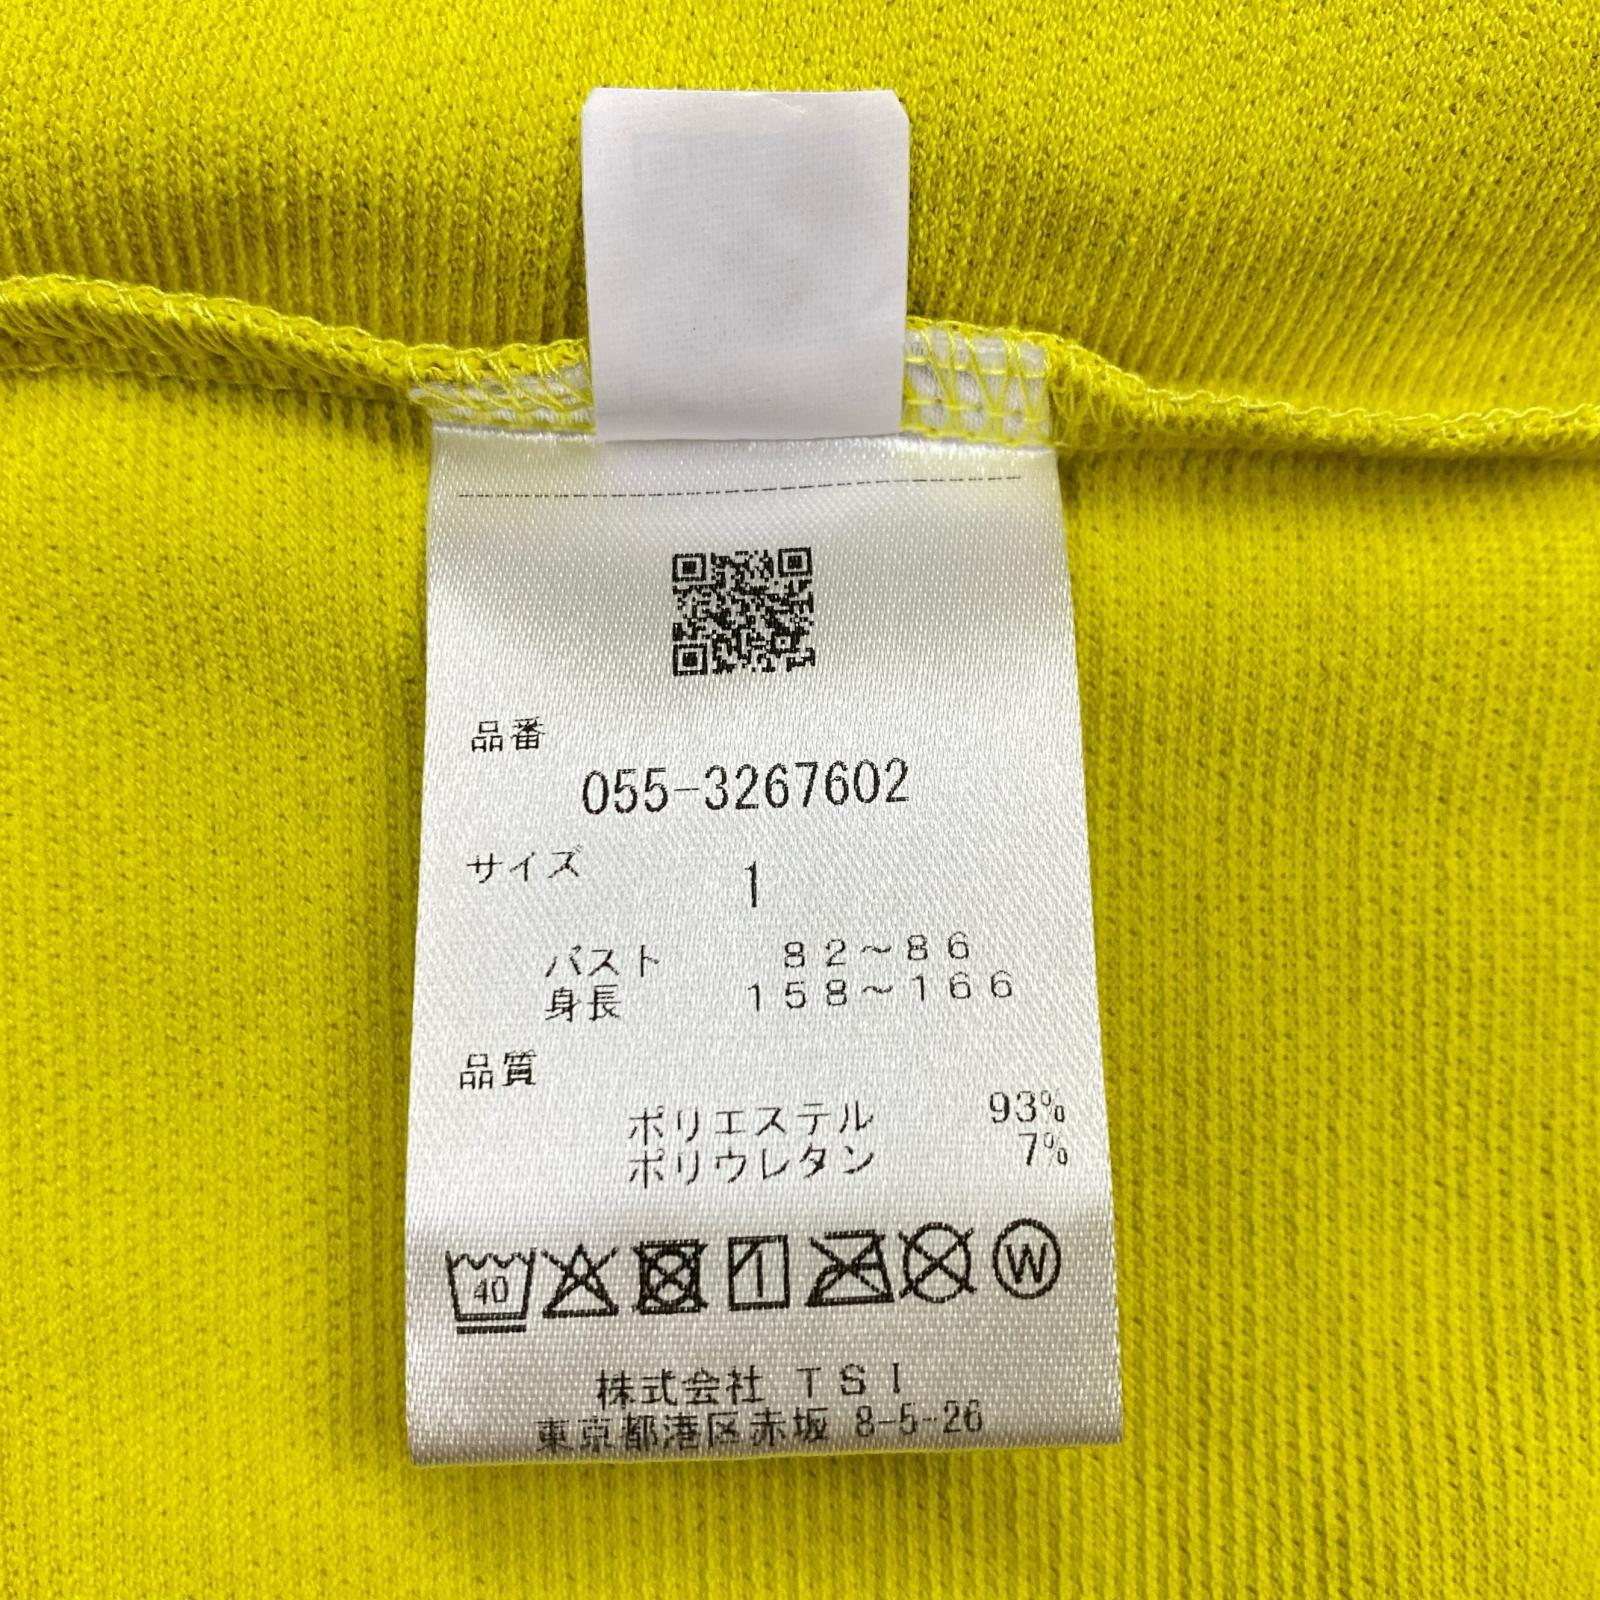 品番
055-3267602
サイズ 1
バスト 82~86
身長 158~166
品質
ポリエステル 93%
ポリウレタン 7%
40 1 W
株式会社 TSI
東京都港区赤坂 8-5-26